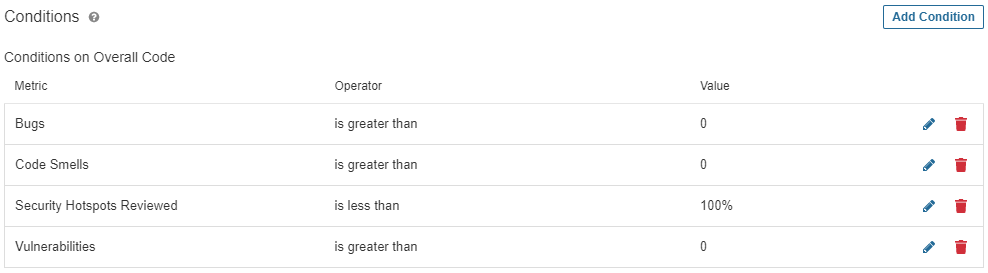 Conditions ?
Add Condition
Conditions on Overall Code
Metric Operator Value
Bugs is greater than 0
Code Smells is greater than 0
Security Hotspots Reviewed is less than 100%
Vulnerabilities is greater than 0